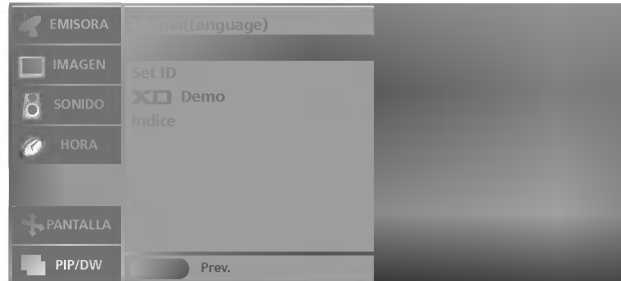 EMISORA
IMAGEN
SONIDO
HORA
PANTALLA
PIP/DW
(Language)
Set ID
XD Demo
Indice
Prev.